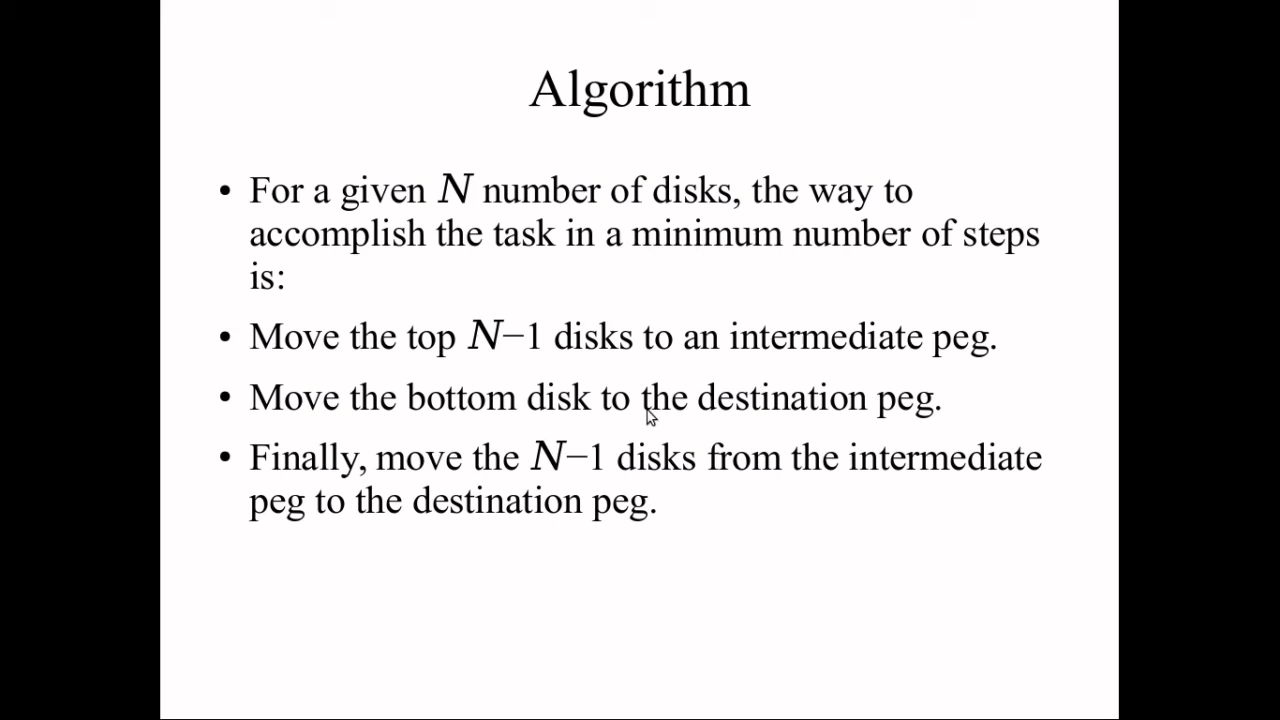 Algorithm
• For a given N number of disks, the way to
accomplish the task in a minimum number of steps
is:
• Move the top N−1 disks to an intermediate peg.
• Move the bottom disk to the destination peg.
• Finally, move the N−1 disks from the intermediate
peg to the destination peg.